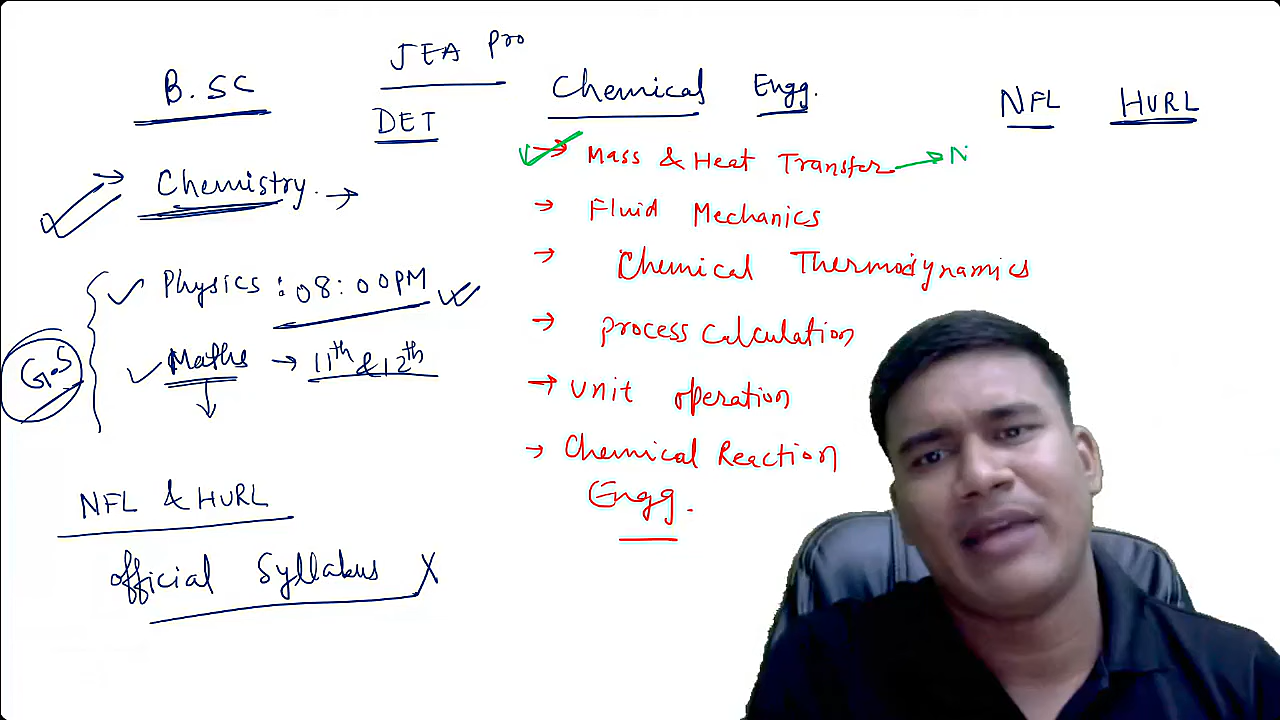 B.SC
JEA Pro
DET
Chemical Engg.
NFL HURL
→ Chemistry. →
Physics : 08:00PM
Maths → 11th & 12th
G.S
NFL & HURL
official Syllabus X
→ Mass & Heat Transfer → N
→ Fluid Mechanics
→ Chemical Thermodynamics
→ process calculation
→ unit operation
→ Chemical Reaction
Engg.